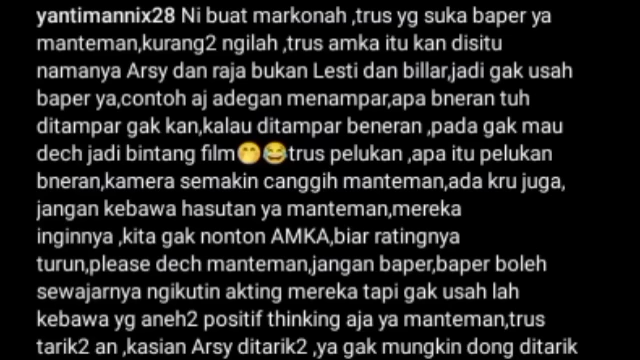 yantimannix28 Ni buat markonah ,trus yg suka baper ya
manteman,kurang2 ngilah ,trus amka itu kan disitu
namanya Arsy dan raja bukan Lesti dan billar,jadi gak usah
baper ya,contoh aj adegan menampar,apa bneran tuh
ditampar gak kan,kalau ditampar beneran ,pada gak mau
dech jadi bintang film🤭😂trus pelukan ,apa itu pelukan
bneran,kamera semakin canggih manteman,ada kru juga,
jangan kebawa hasutan ya manteman,mereka
inginnya ,kita gak nonton AMKA,biar ratingnya
turun,please dech manteman,jangan baper,baper boleh
sewajarnya ngikutin akting mereka tapi gak usah lah
kebawa yg aneh2 positif thinking aja ya manteman,trus
tarik2 an ,kasian Arsy ditarik2 ,ya gak mungkin dong ditarik